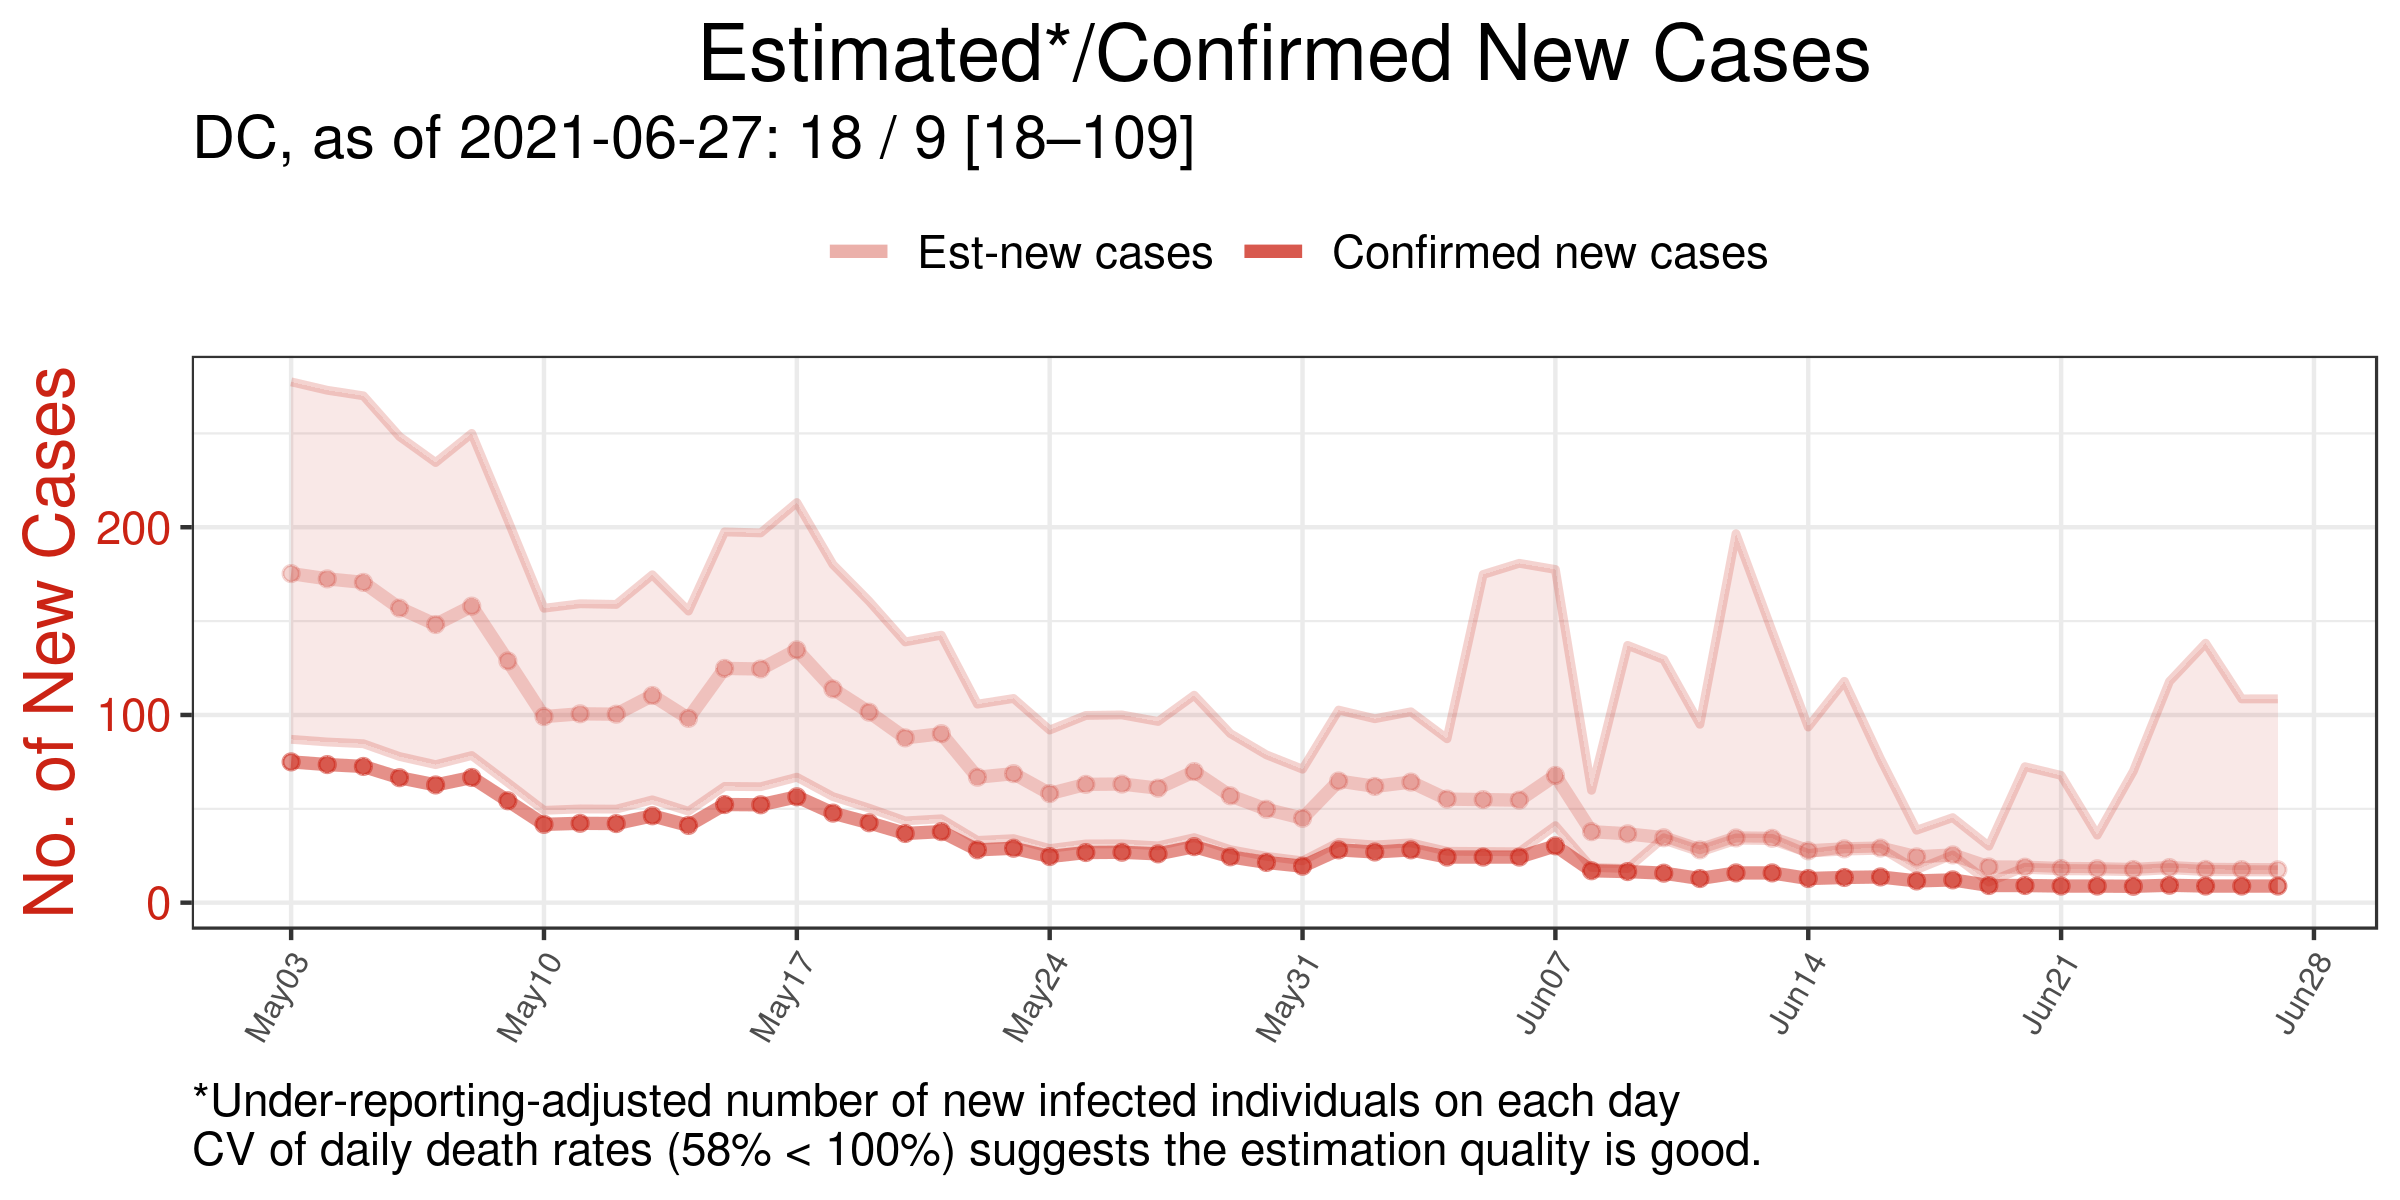 Estimated*/Confirmed New Cases
DC, as of 2021-06-27: 18 / 9 [18–109]
Est-new cases
Confirmed new cases
No. of New Cases
200
100
0
May03
May10
May17
May24
May31
Jun07
Jun14
Jun21
Jun28
*Under-reporting-adjusted number of new infected individuals on each day
CV of daily death rates (58% < 100%) suggests the estimation quality is good.